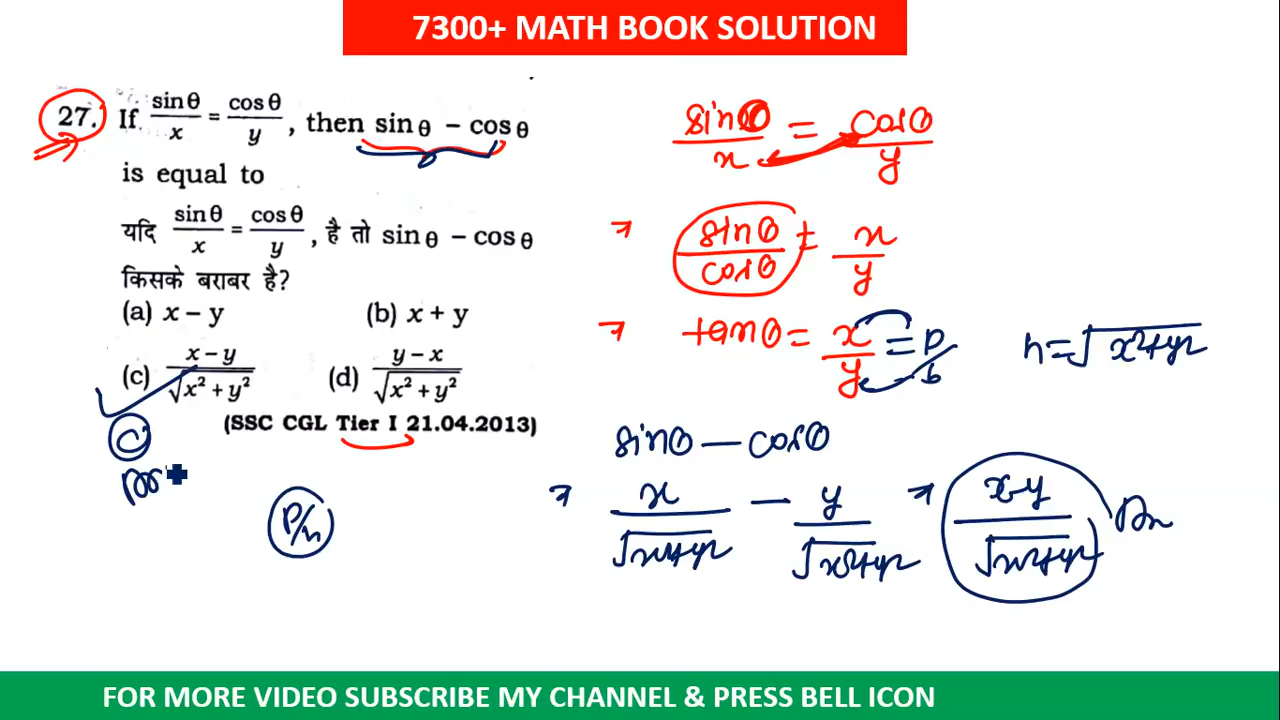 7300+ MATH BOOK SOLUTION
27. If sinθ/x = cosθ/y, then sinθ − cosθ
is equal to
यदि sinθ/x = cosθ/y, है तो sinθ − cosθ
किसके बराबर है?
(a) x − y (b) x + y
(c) x − y/√x² + y² (d) y − x/√x² + y²
(SSC CGL Tier I 21.04.2013)
C
P/h
sinθ/x = cosθ/y
sinθ/cosθ = x/y
tanθ = x/y = p/b h = √x²+y²
sinθ — cosθ
x/√x²+y² — y/√x²+y² x-y/√x²+y² An
FOR MORE VIDEO SUBSCRIBE MY CHANNEL & PRESS BELL ICON